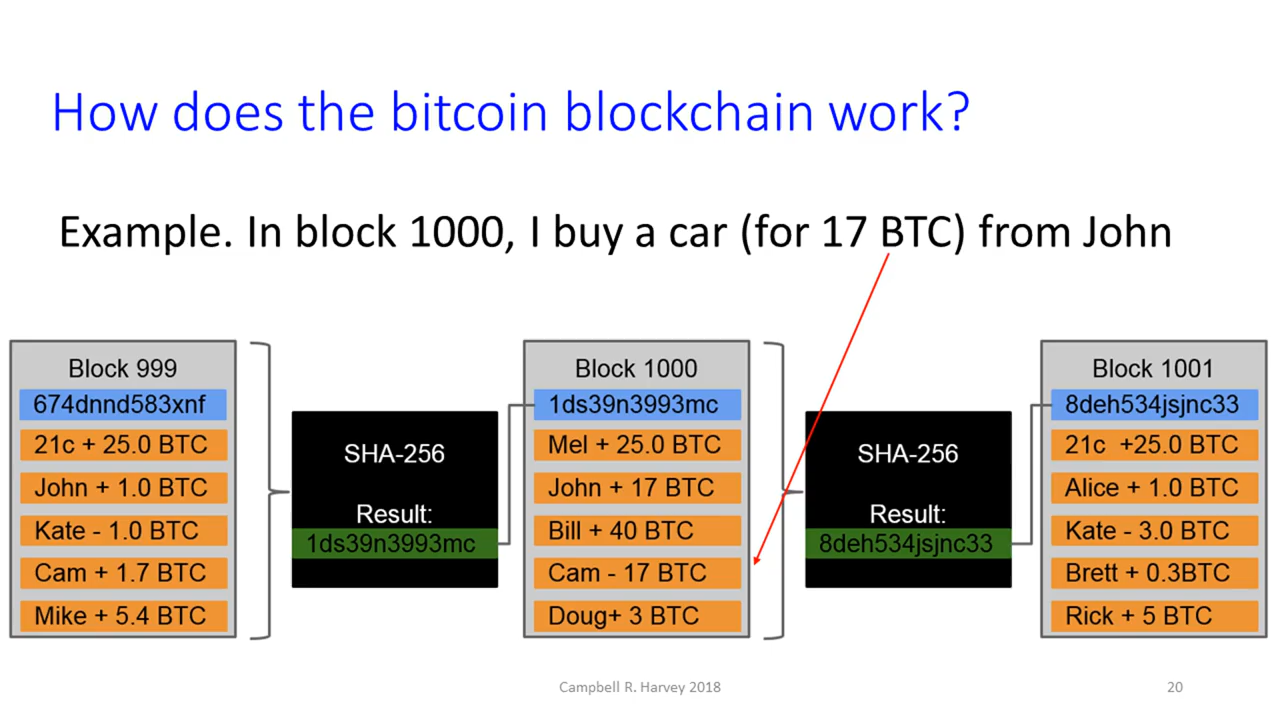 How does the bitcoin blockchain work?
Example. In block 1000, I buy a car (for 17 BTC) from John
Block 999
674dnnd583xnf
21c + 25.0 BTC
John + 1.0 BTC
Kate - 1.0 BTC
Cam + 1.7 BTC
Mike + 5.4 BTC
SHA-256
Result:
1ds39n3993mc
Block 1000
1ds39n3993mc
Mel + 25.0 BTC
John + 17 BTC
Bill + 40 BTC
Cam - 17 BTC
Doug+ 3 BTC
SHA-256
Result:
8deh534jsjnc33
Block 1001
8deh534jsjnc33
21c +25.0 BTC
Alice + 1.0 BTC
Kate - 3.0 BTC
Brett + 0.3BTC
Rick + 5 BTC
Campbell R. Harvey 2018
20